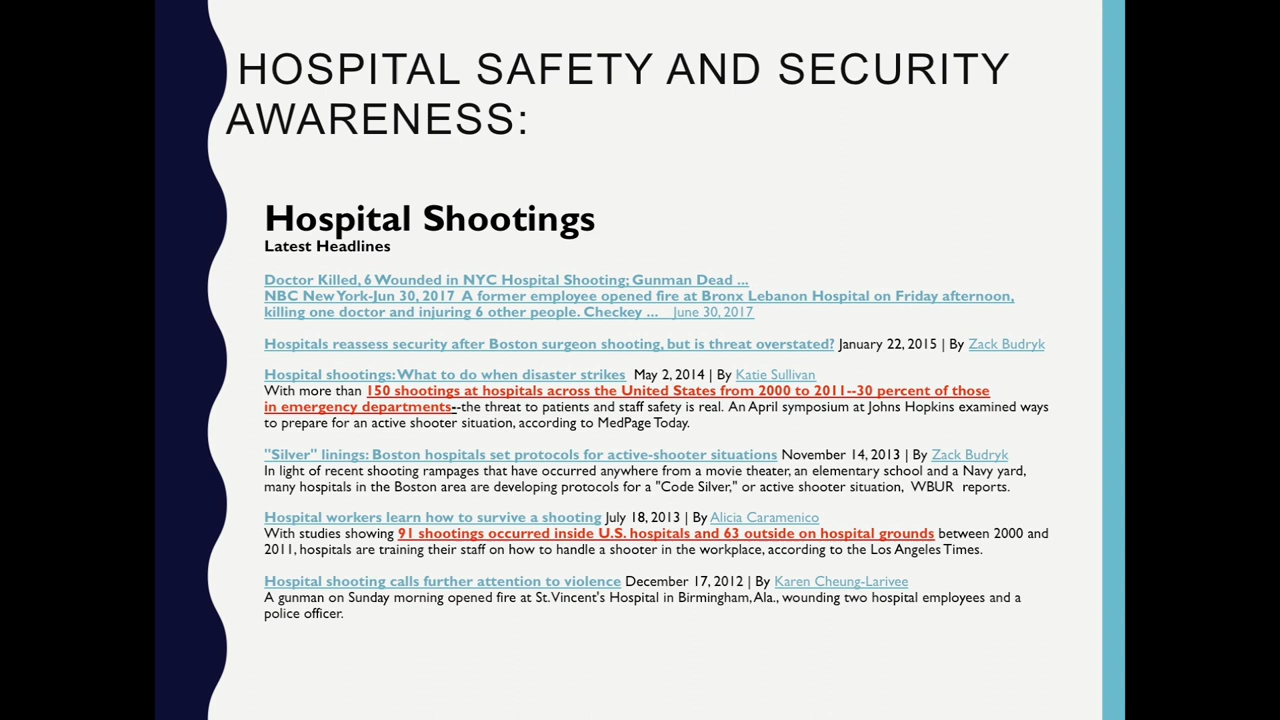 HOSPITAL SAFETY AND SECURITY
AWARENESS:
Hospital Shootings
Latest Headlines
Doctor Killed, 6 Wounded in NYC Hospital Shooting; Gunman Dead ...
NBC New York-Jun 30, 2017 A former employee opened fire at Bronx Lebanon Hospital on Friday afternoon,
killing one doctor and injuring 6 other people. Checkey ... June 30, 2017
Hospitals reassess security after Boston surgeon shooting, but is threat overstated? January 22, 2015 | By Zack Budryk
Hospital shootings: What to do when disaster strikes May 2, 2014 | By Katie Sullivan
With more than 150 shootings at hospitals across the United States from 2000 to 2011--30 percent of those
in emergency departments--the threat to patients and staff safety is real. An April symposium at Johns Hopkins examined ways
to prepare for an active shooter situation, according to MedPage Today.
"Silver" linings: Boston hospitals set protocols for active-shooter situations November 14, 2013 | By Zack Budryk
In light of recent shooting rampages that have occurred anywhere from a movie theater, an elementary school and a Navy yard,
many hospitals in the Boston area are developing protocols for a "Code Silver," or active shooter situation, WBUR reports.
Hospital workers learn how to survive a shooting July 18, 2013 | By Alicia Caramenico
With studies showing 91 shootings occurred inside U.S. hospitals and 63 outside on hospital grounds between 2000 and
2011, hospitals are training their staff on how to handle a shooter in the workplace, according to the Los Angeles Times.
Hospital shooting calls further attention to violence December 17, 2012 | By Karen Cheung-Larivee
A gunman on Sunday morning opened fire at St. Vincent's Hospital in Birmingham, Ala., wounding two hospital employees and a
police officer.